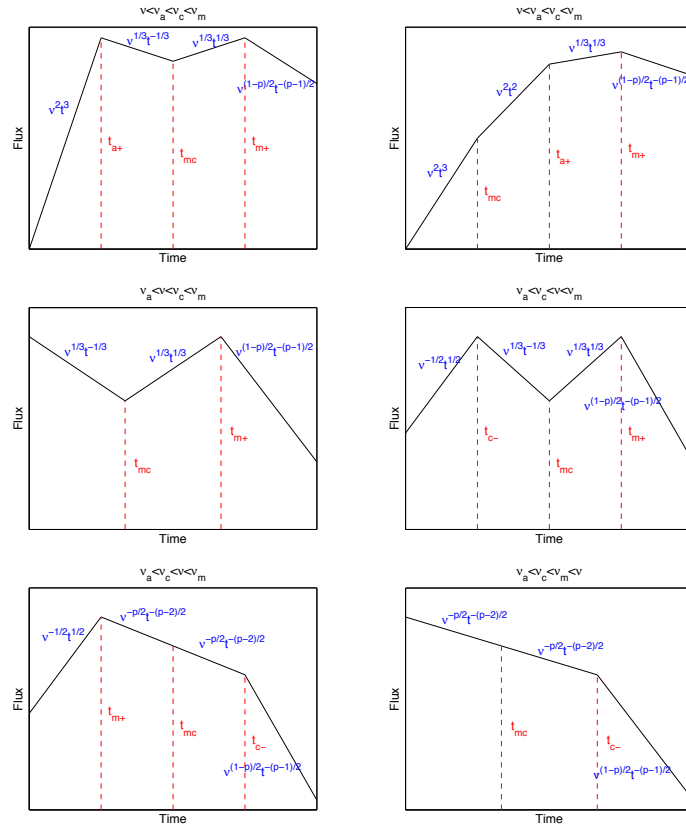 ν<ν_a<ν_c<ν_m
ν^{1/3}t^{-1/3}
ν^{1/3}t^{1/3}
ν^{(1-p)/2}t^{-(p-1)/2}
ν^2t^3
t_{a+}
t_{mc}
t_{m+}
Flux
Time
ν<ν_a<ν_c<ν_m
ν^{1/3}t^{1/3}
ν^2t^2
ν^{(1-p)/2}t^{-(p-1)/2}
ν^2t^3
t_{mc}
t_{a+}
t_{m+}
Flux
Time
ν_a<ν<ν_c<ν_m
ν^{1/3}t^{-1/3}
ν^{1/3}t^{1/3}
ν^{(1-p)/2}t^{-(p-1)/2}
t_{mc}
t_{m+}
Flux
Time
ν_a<ν_c<ν<ν_m
ν^{-1/2}t^{1/2}
ν^{1/3}t^{-1/3}
ν^{1/3}t^{1/3}
ν^{(1-p)/2}t^{-(p-1)/2}
t_{c-}
t_{mc}
t_{m+}
Flux
Time
ν_a<ν_c<ν<ν_m
ν^{-1/2}t^{1/2}
ν^{-p/2}t^{-(p-2)/2}
ν^{-p/2}t^{-(p-2)/2}
ν^{(1-p)/2}t^{-(p-1)/2}
t_{m+}
t_{mc}
t_{c-}
Flux
Time
ν_a<ν_c<ν_m<ν
ν^{-p/2}t^{-(p-2)/2}
ν^{-p/2}t^{-(p-2)/2}
ν^{(1-p)/2}t^{-(p-1)/2}
t_{mc}
t_{c-}
Flux
Time